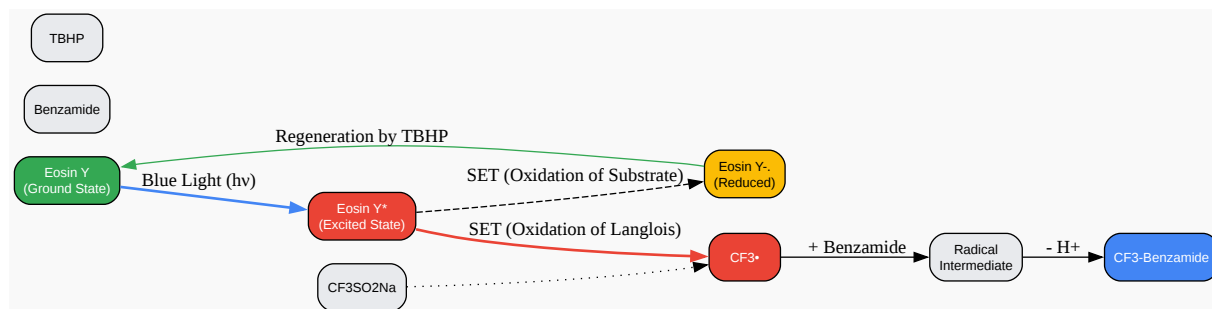 TBHP
Benzamide
Regeneration by TBHP
Eosin Y
(Ground State)
Blue Light (hν)
SET (Oxidation of Substrate)
Eosin Y-.
(Reduced)
Eosin Y*
(Excited State)
SET (Oxidation of Langlois)
CF3SO2Na
CF3•
+ Benzamide
Radical
Intermediate
- H+
CF3-Benzamide